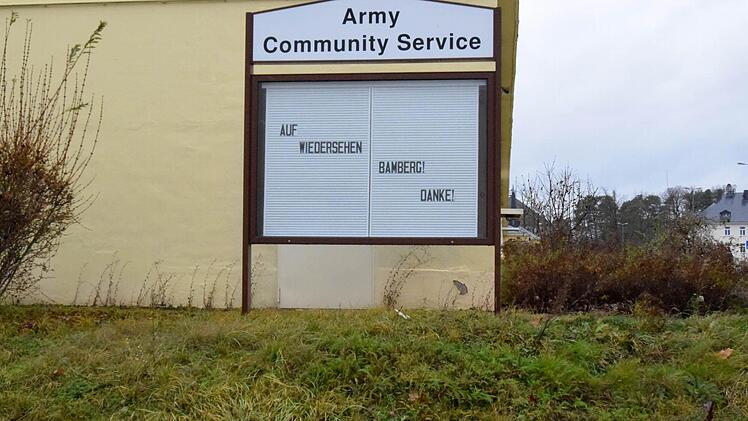 Army
Community Service
AUF
WIEDERSEHEN
BAMBERG!
DANKE!